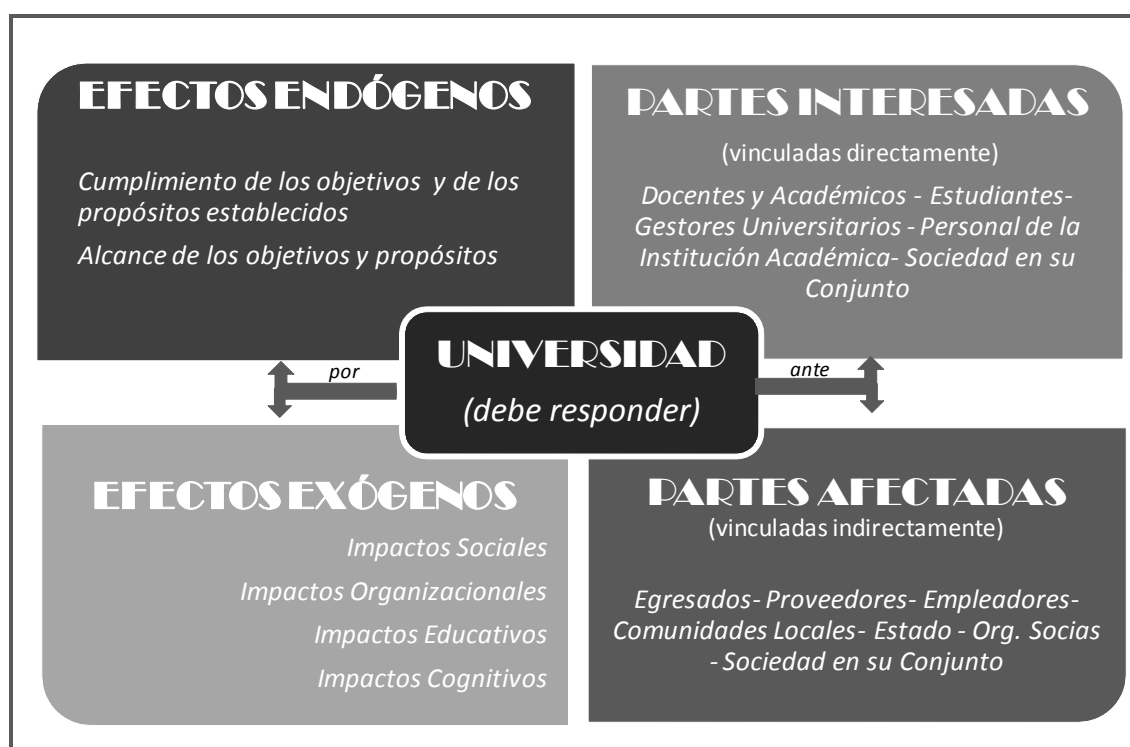 EFECTOS ENDÓGENOS
Cumplimiento de los objetivos y de los
propósitos establecidos
Alcance de los objetivos y propósitos
PARTES INTERESADAS
(vinculadas directamente)
Docentes y Académicos - Estudiantes-
Gestores Universitarios - Personal de la
Institución Académica- Sociedad en su
Conjunto
por
UNIVERSIDAD
(debe responder)
ante
EFECTOS EXÓGENOS
Impactos Sociales
Impactos Organizacionales
Impactos Educativos
Impactos Cognitivos
PARTES AFECTADAS
(vinculadas indirectamente)
Egresados- Proveedores- Empleadores-
Comunidades Locales- Estado - Org. Socias
- Sociedad en su Conjunto